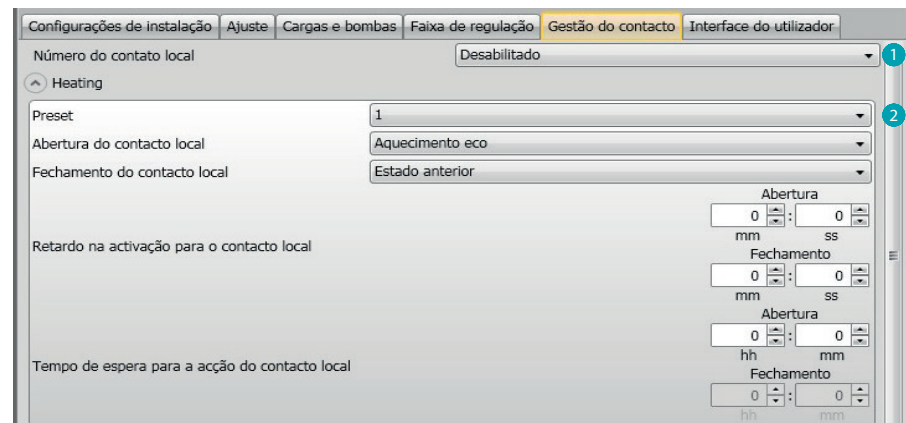 Configurações de instalação Ajuste Cargas e bombas Faixa de regulação Gestão do contacto Interface do utilizador
Número do contato local Desabilitado 1
Heating
Preset 1 2
Abertura do contacto local Aquecimento eco
Fechamento do contacto local Estado anterior
Abertura
0 : 0
mm ss
Retardo na activação para o contacto local
Fechamento
0 : 0
mm ss
Abertura
0 : 0
hh mm
Tempo de espera para a acção do contacto local
Fechamento
0 : 0
hh mm